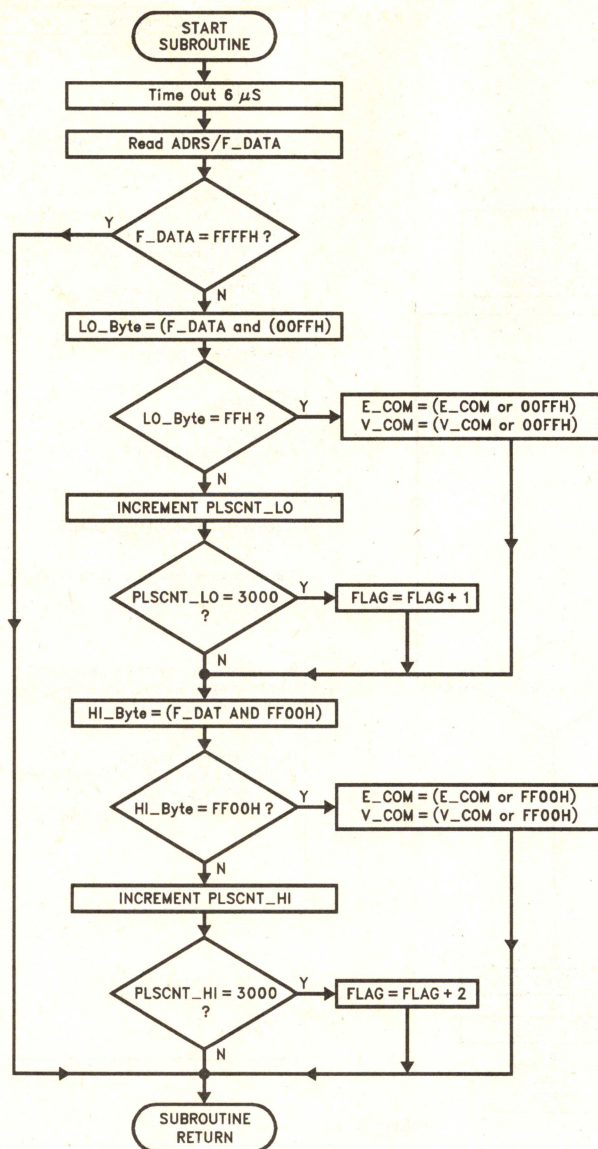 START
SUBROUTINE
Time Out 6 µS
Read ADRS/F_DATA
Y
F_DATA = FFFFH ?
N
LO_Byte = (F_DATA and (00FFH)
LO_Byte = FFH ?
Y
E_COM = (E_COM or 00FFH)
V_COM = (V_COM or 00FFH)
N
INCREMENT PLSCNT_LO
PLSCNT_LO = 3000
?
Y
FLAG = FLAG + 1
N
HI_Byte = (F_DAT AND FF00H)
HI_Byte = FF00H ?
Y
E_COM = (E_COM or FF00H)
V_COM = (V_COM or FF00H)
N
INCREMENT PLSCNT_HI
PLSCNT_HI = 3000
?
Y
FLAG = FLAG + 2
N
SUBROUTINE
RETURN